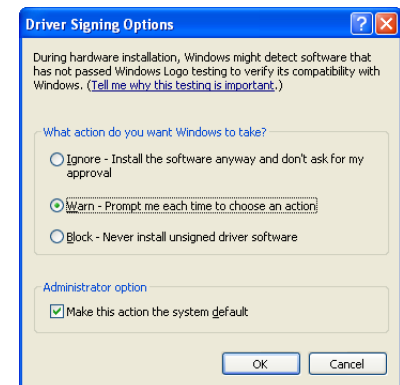 Driver Signing Options
During hardware installation, Windows might detect software that
has not passed Windows Logo testing to verify its compatibility with
Windows. (Tell me why this testing is important.)
What action do you want Windows to take?
Ignore - Install the software anyway and don't ask for my
approval
Warn - Prompt me each time to choose an action
Block - Never install unsigned driver software
Administrator option
Make this action the system default
OK Cancel